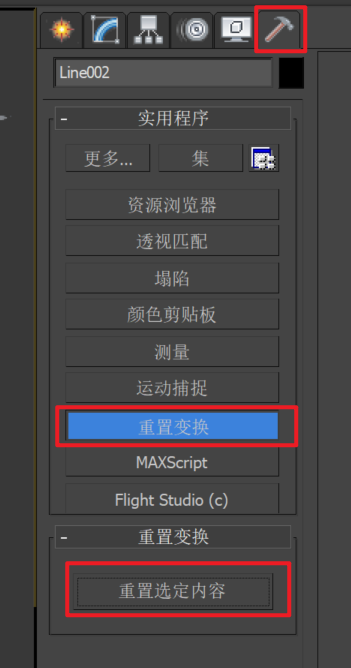 Line002
- 实用程序
更多... 集
资源浏览器
透视匹配
塌陷
颜色剪贴板
测量
运动捕捉
重置变换
MAXScript
Flight Studio (c)
- 重置变换
重置选定内容